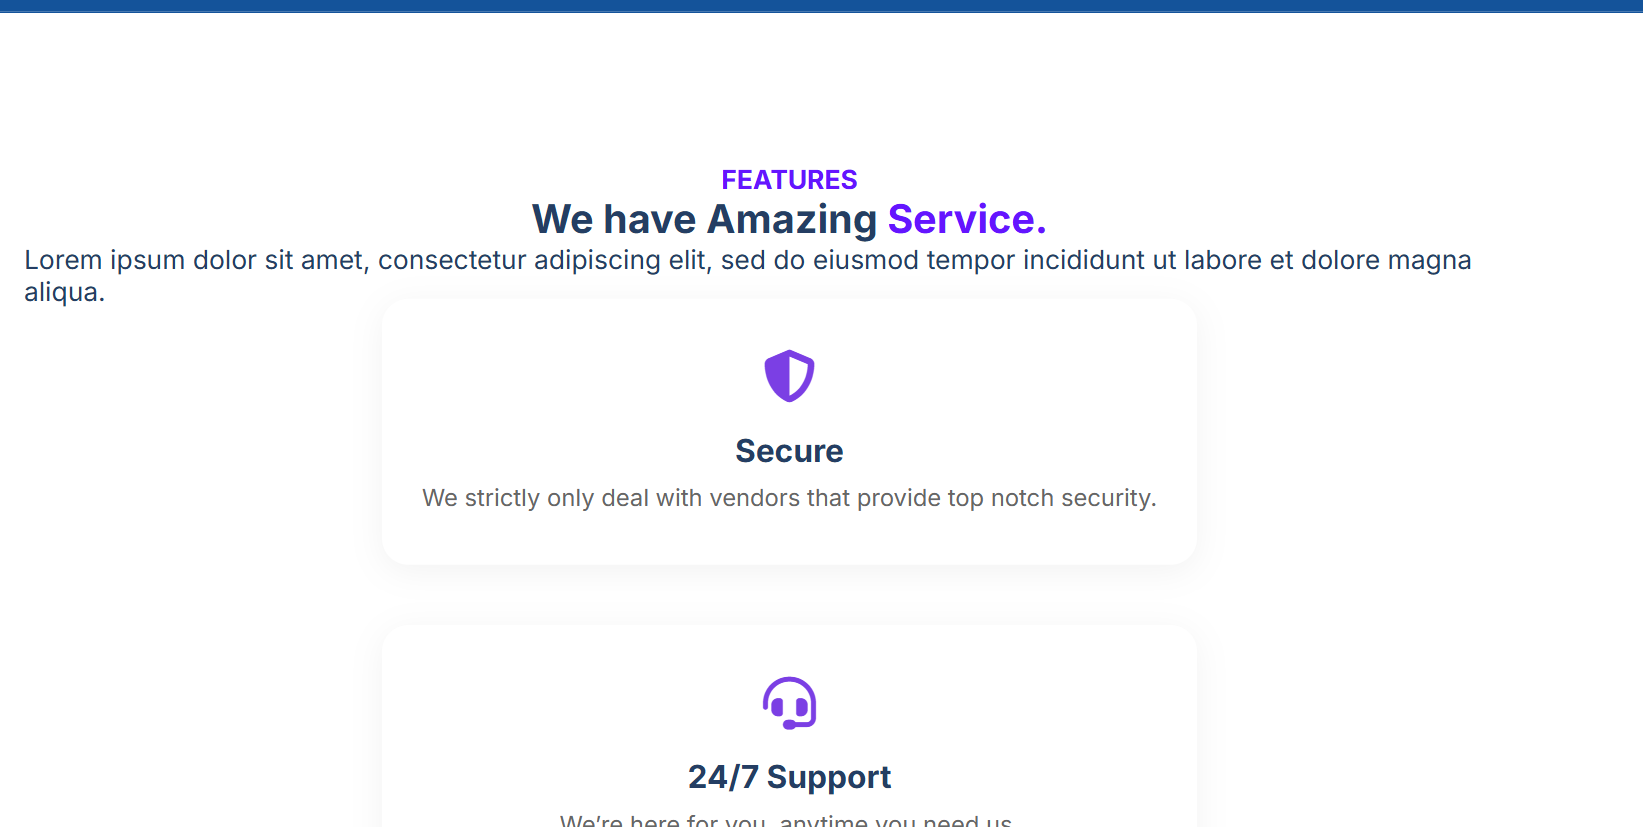 FEATURES
We have Amazing Service.
Lorem ipsum dolor sit amet, consectetur adipiscing elit, sed do eiusmod tempor incididunt ut labore et dolore magna
aliqua.
Secure
We strictly only deal with vendors that provide top notch security.
24/7 Support
We’re here for you, anytime you need us.